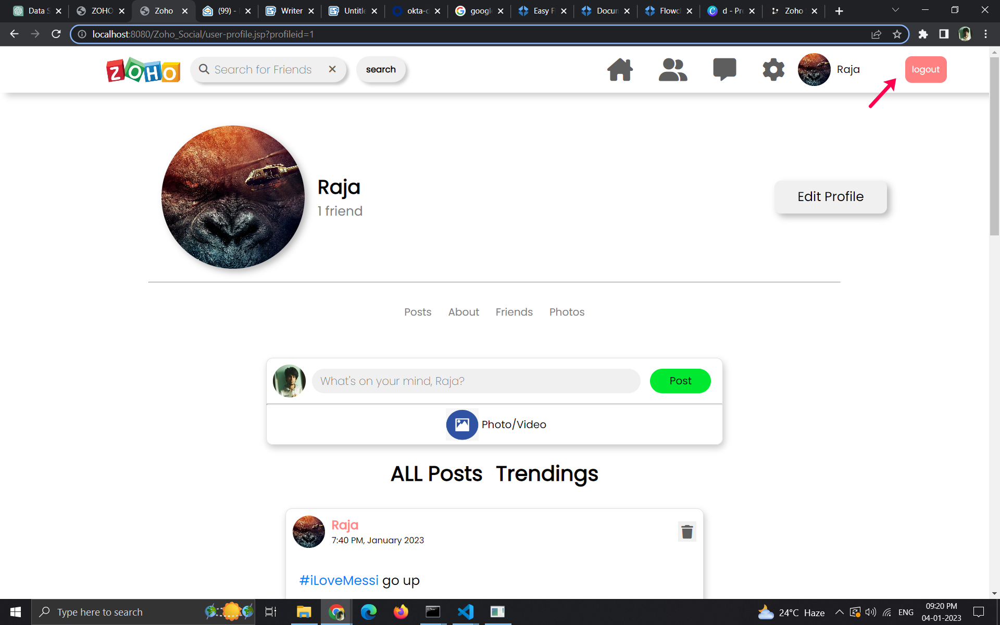 Data S
ZOHO
Zoho
(99) -
Writer
Untitle
okta-c
googl
Easy F
Docun
Flowc
d - Pr
Zoho
localhost:8080/Zoho_Social/user-profile.jsp?profileid=1
ZOHO
Search for Friends
search
Raja
logout
Raja
1 friend
Edit Profile
Posts
About
Friends
Photos
What's on your mind, Raja?
Post
Photo/Video
ALL Posts
Trendings
Raja
7:40 PM, January 2023
#iLoveMessi go up
Type here to search
24°C Haze
ENG
09:20 PM
04-01-2023